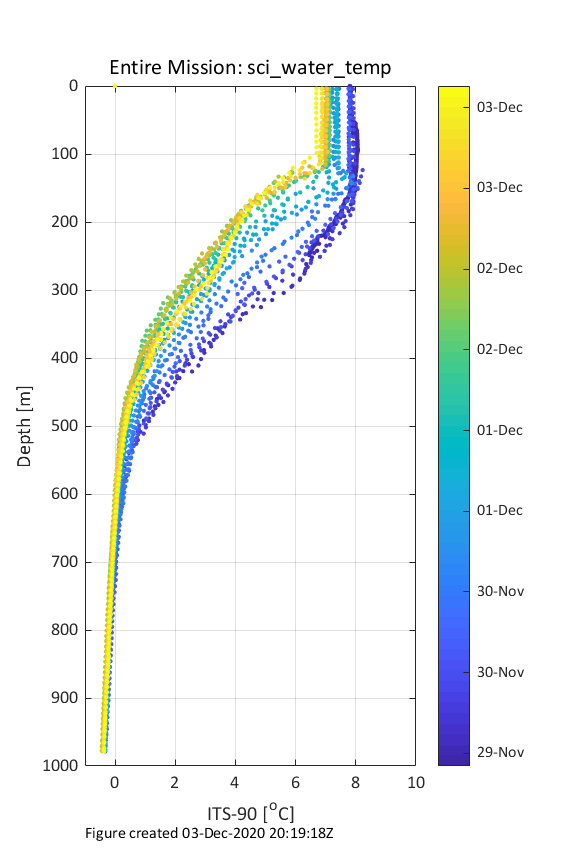 Entire Mission: sci_water_temp
0
100
200
300
400
500
600
700
800
900
1000
Depth [m]
0
2
4
6
8
10
ITS-90 [°C]
Figure created 03-Dec-2020 20:19:18Z
03-Dec
03-Dec
02-Dec
02-Dec
01-Dec
01-Dec
30-Nov
30-Nov
29-Nov